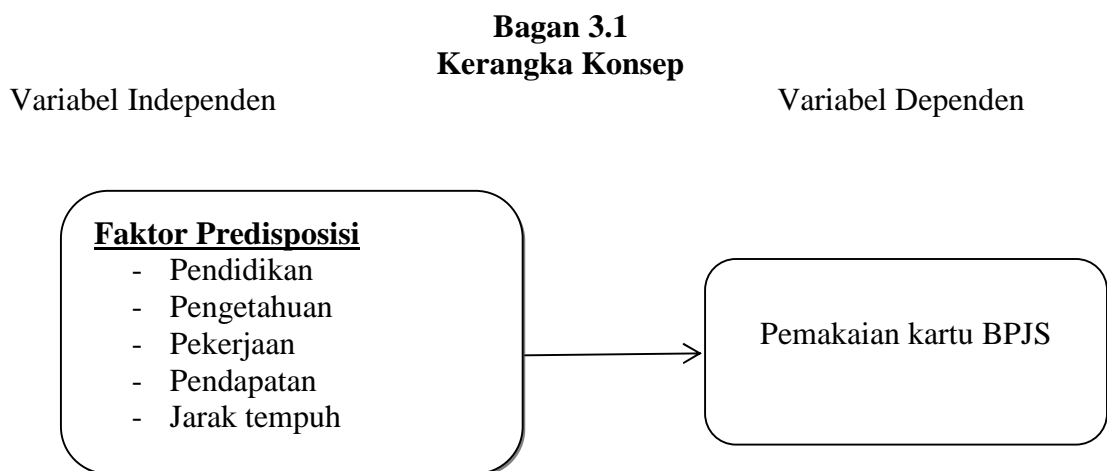 Bagan 3.1
Kerangka Konsep
Variabel Independen
Variabel Dependen
Faktor Predisposisi
- Pendidikan
- Pengetahuan
- Pekerjaan
- Pendapatan
- Jarak tempuh
Pemakaian kartu BPJS